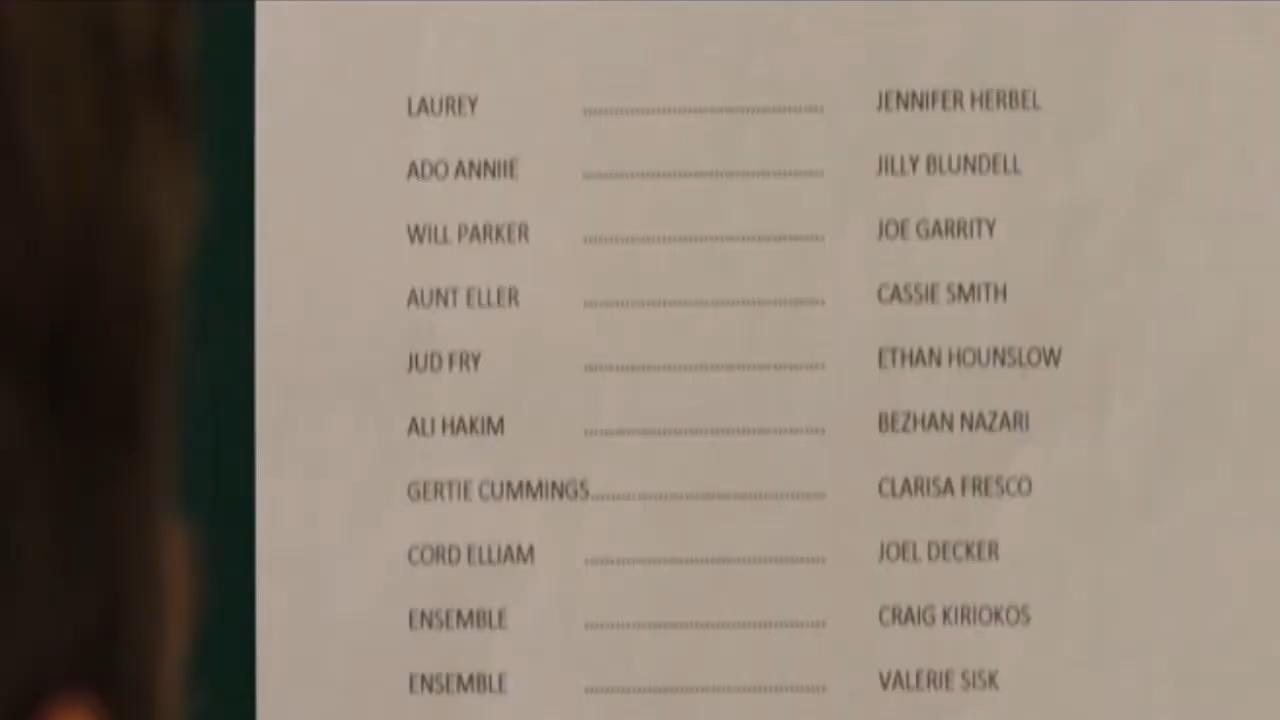 LAUREY ........................................ JENNIFER HERBEL
ADO ANNIIE ........................................ JILLY BLUNDELL
WILL PARKER ........................................ JOE GARRITY
AUNT ELLER ........................................ CASSIE SMITH
JUD FRY ........................................ ETHAN HOUNSLOW
ALI HAKIM ........................................ BEZHAN NAZARI
GERTIE CUMMINGS........................................ CLARISA FRESCO
CORD ELLIAM ........................................ JOEL DECKER
ENSEMBLE ........................................ CRAIG KIRIOKOS
ENSEMBLE ........................................ VALERIE SISK